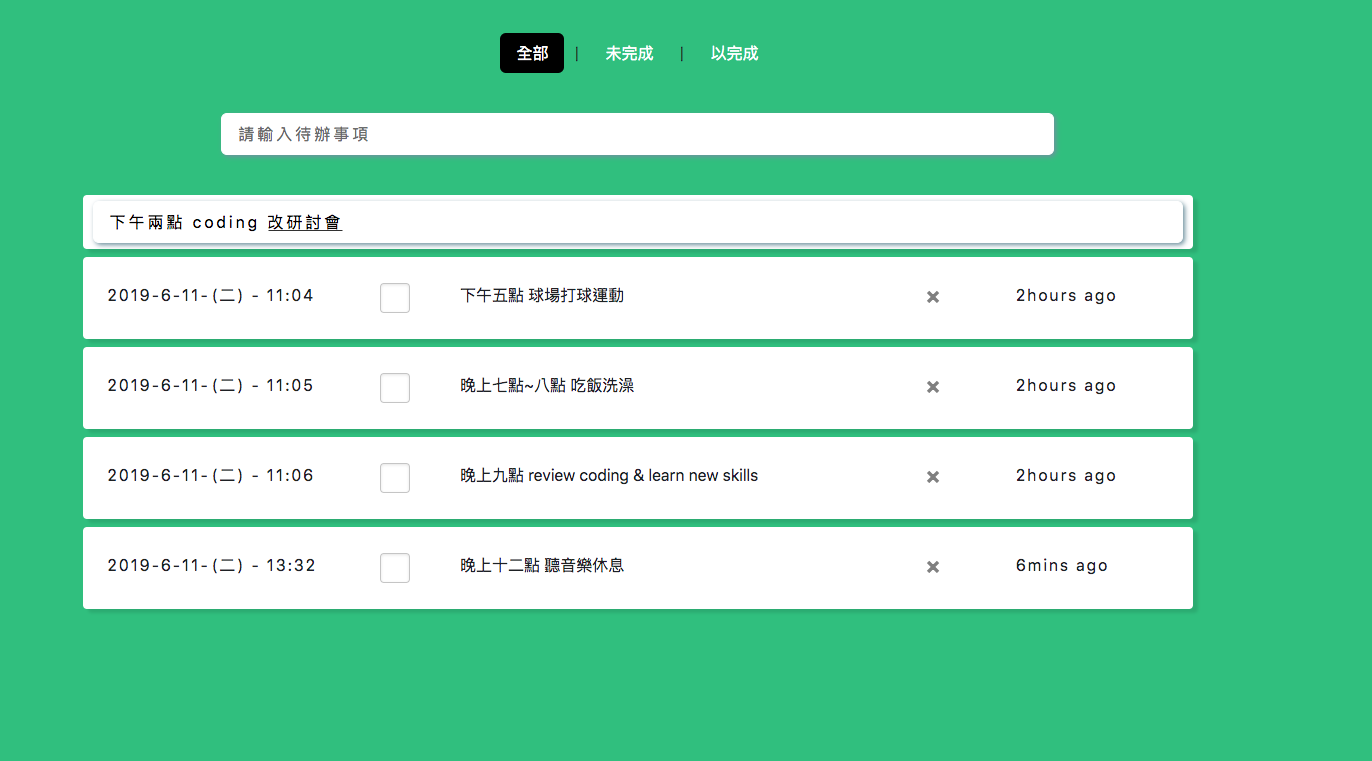 全部 | 未完成 | 以完成
請輸入待辦事項
下午兩點 coding 改研討會
2019-6-11-(二) - 11:04 下午五點 球場打球運動 × 2hours ago
2019-6-11-(二) - 11:05 晚上七點~八點 吃飯洗澡 × 2hours ago
2019-6-11-(二) - 11:06 晚上九點 review coding & learn new skills × 2hours ago
2019-6-11-(二) - 13:32 晚上十二點 聽音樂休息 × 6mins ago